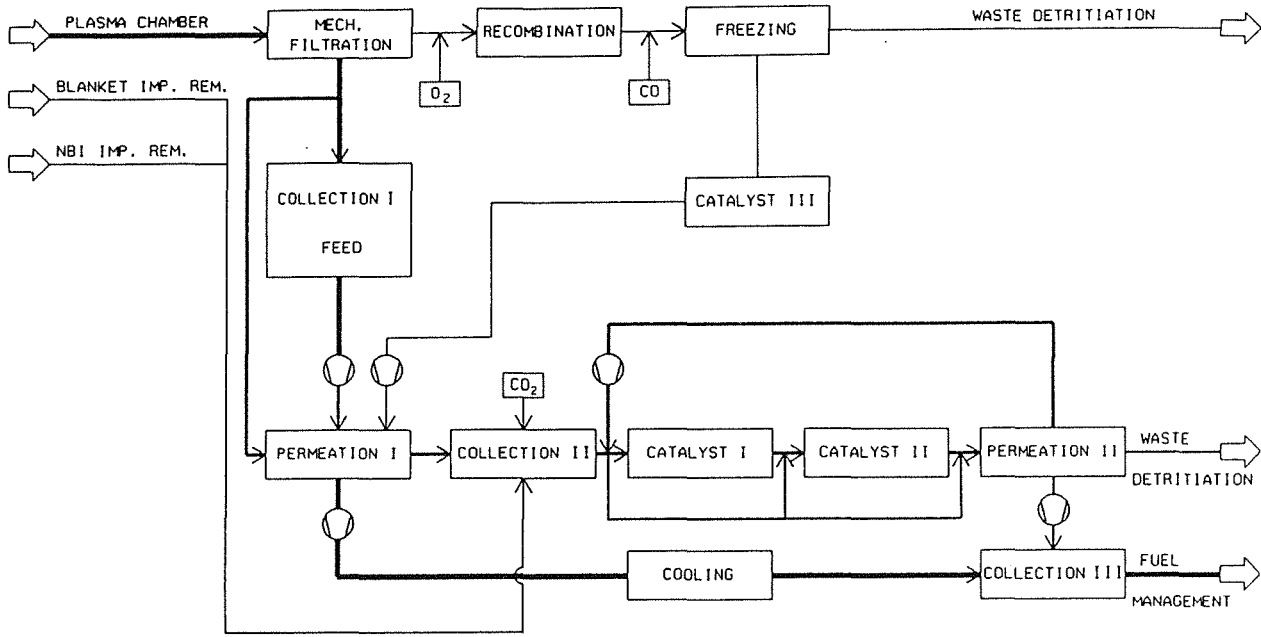 PLASMA CHAMBER
MECH.
FILTRATION
RECOMBINATION
FREEZING
WASTE DETRITIATION
O2
CO
BLANKET IMP. REM.
NBI IMP. REM.
COLLECTION I
FEED
CATALYST III
CO2
PERMEATION I
COLLECTION II
CATALYST I
CATALYST II
PERMEATION II
WASTE
DETRITIATION
COOLING
COLLECTION III
FUEL
MANAGEMENT